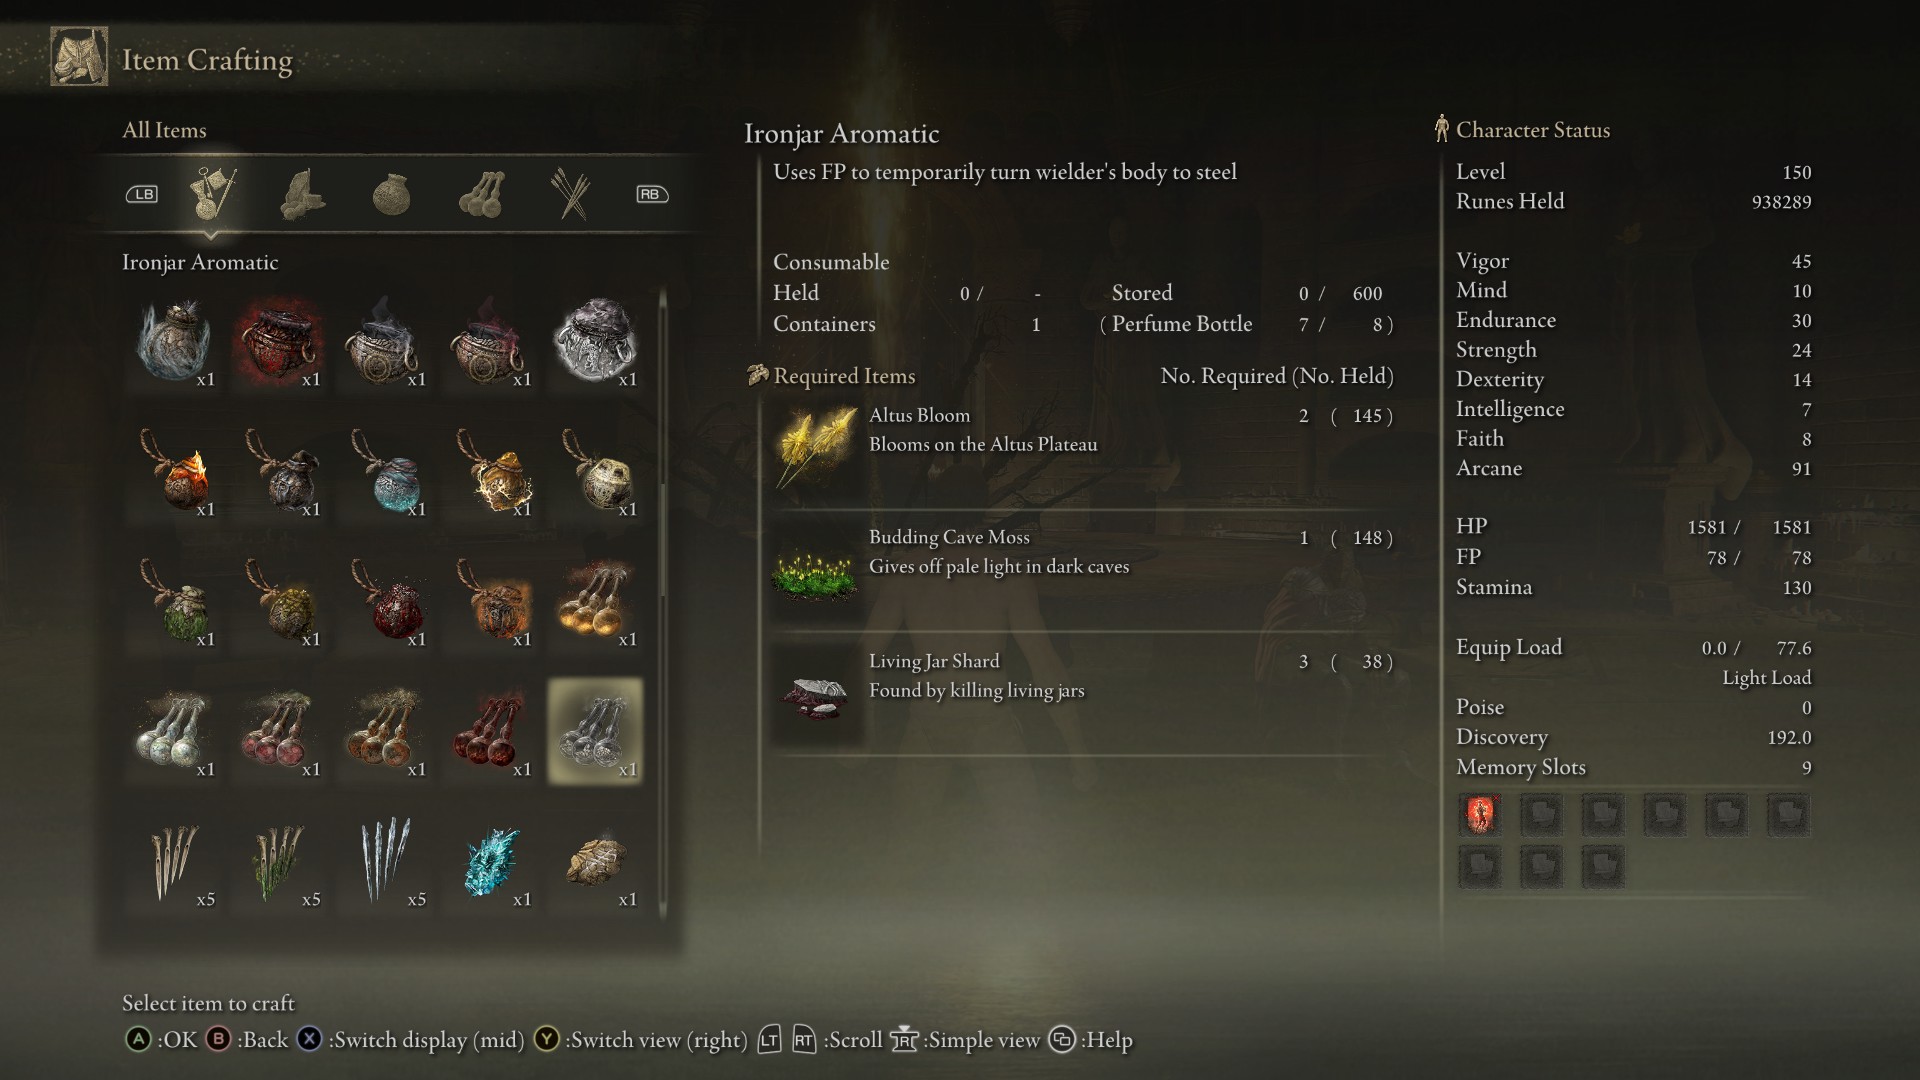 Item Crafting
All Items
LB
RB
Ironjar Aromatic
x1 x1 x1 x1 x1
x1 x1 x1 x1 x1
x1 x1 x1 x1 x1
x1 x1 x1 x1 x1
x5 x5 x5 x1 x1
Ironjar Aromatic
Uses FP to temporarily turn wielder's body to steel
Consumable
Held 0 / - Stored 0 / 600
Containers 1 ( Perfume Bottle 7 / 8 )
Required Items No. Required (No. Held)
Altus Bloom 2 ( 145 )
Blooms on the Altus Plateau
Budding Cave Moss 1 ( 148 )
Gives off pale light in dark caves
Living Jar Shard 3 ( 38 )
Found by killing living jars
Character Status
Level 150
Runes Held 938289
Vigor 45
Mind 10
Endurance 30
Strength 24
Dexterity 14
Intelligence 7
Faith 8
Arcane 91
HP 1581 / 1581
FP 78 / 78
Stamina 130
Equip Load 0.0 / 77.6
Light Load
Poise 0
Discovery 192.0
Memory Slots 9
Select item to craft
A :OK B :Back X :Switch display (mid) Y :Switch view (right) LT RT :Scroll R :Simple view :Help